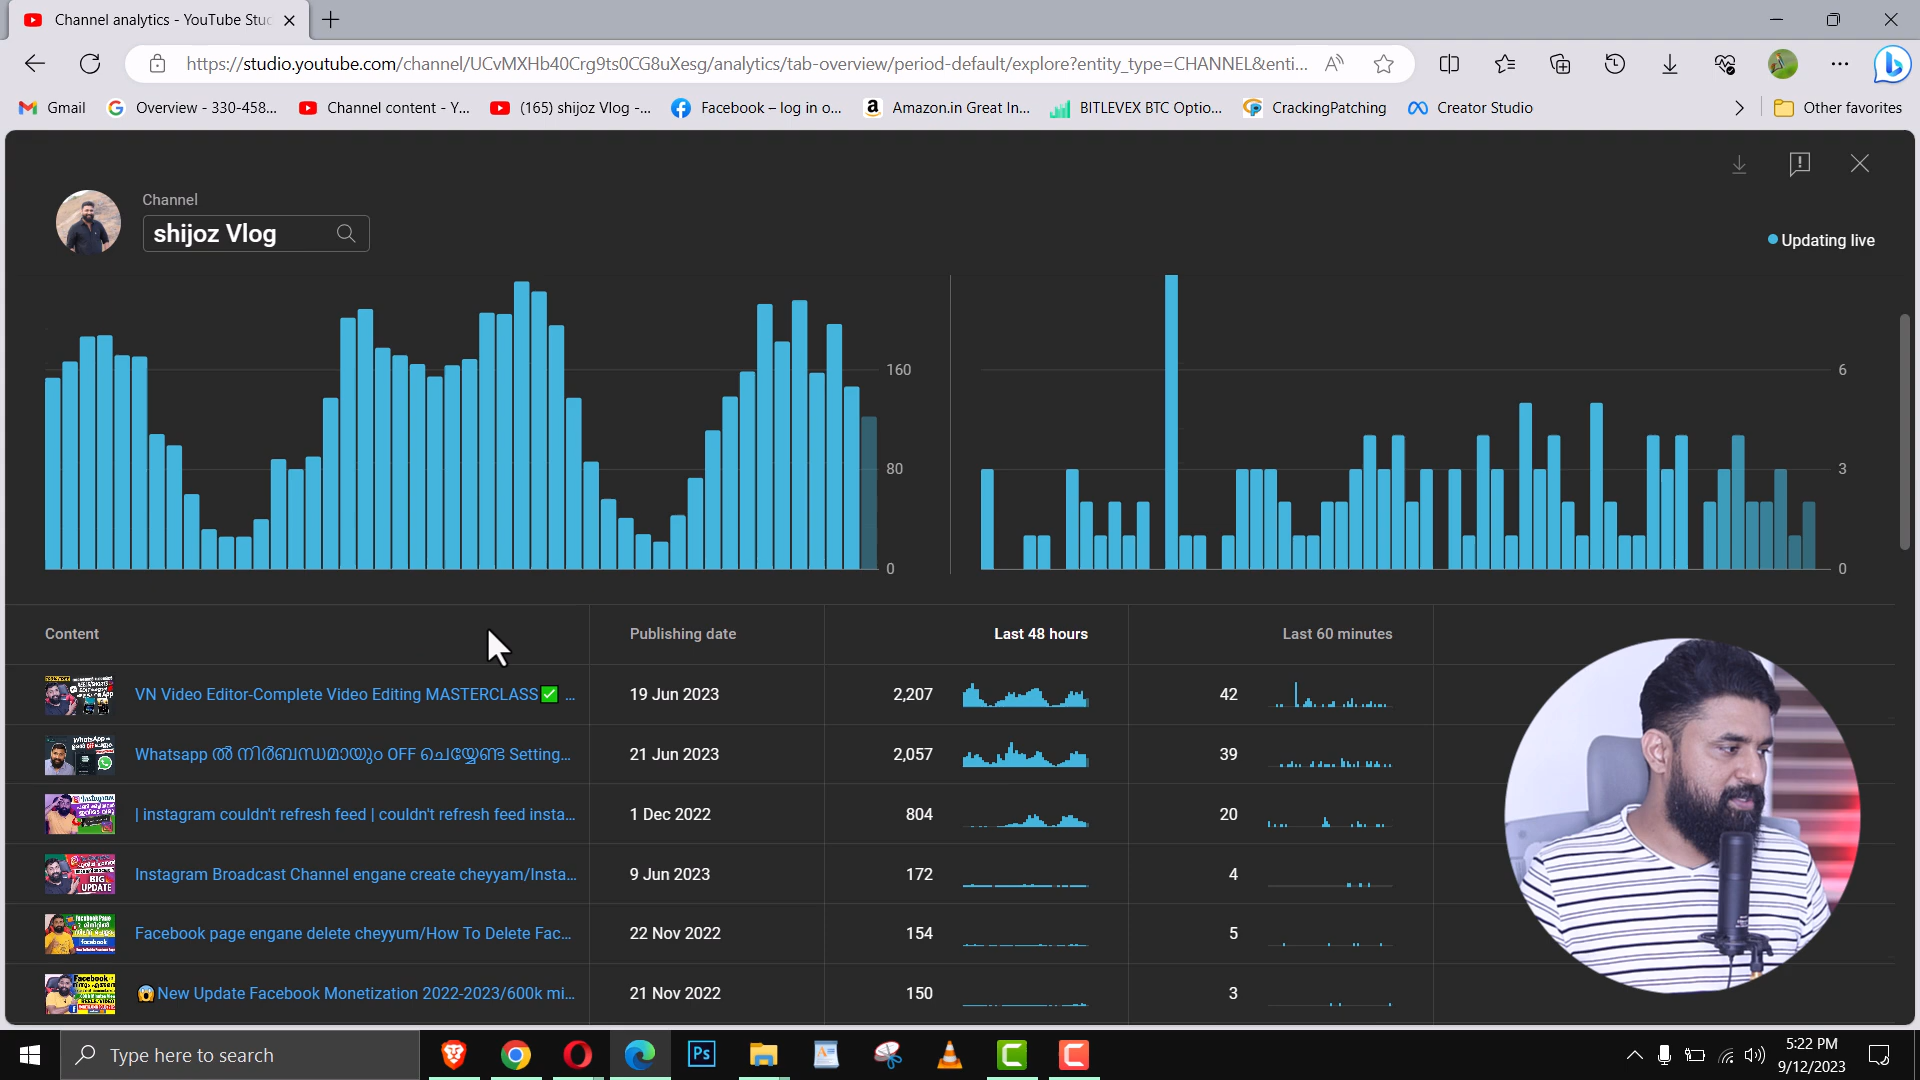 Channel analytics - YouTube Stu
https://studio.youtube.com/channel/UCvMXHb40Crg9ts0CG8uXesg/analytics/tab-overview/period-default/explore?entity_type=CHANNEL&enti...
Gmail
Overview - 330-458...
Channel content - Y...
(165) shijoz Vlog -...
Facebook – log in o...
Amazon.in Great In...
BITLEVEX BTC Optio...
CrackingPatching
Creator Studio
Other favorites
Channel
shijoz Vlog
Updating live
160
80
0
6
3
0
Content Publishing date Last 48 hours Last 60 minutes
VN Video Editor-Complete Video Editing MASTERCLASS✅ ... 19 Jun 2023 2,207 42
Whatsapp ൽ നിർബന്ധമായും OFF ചെയ്യേണ്ട Setting... 21 Jun 2023 2,057 39
| instagram couldn't refresh feed | couldn't refresh feed insta... 1 Dec 2022 804 20
Instagram Broadcast Channel engane create cheyyam/Insta... 9 Jun 2023 172 4
Facebook page engane delete cheyyum/How To Delete Fac... 22 Nov 2022 154 5
😱New Update Facebook Monetization 2022-2023/600k mi... 21 Nov 2022 150 3
Type here to search
Ps
5:22 PM
9/12/2023